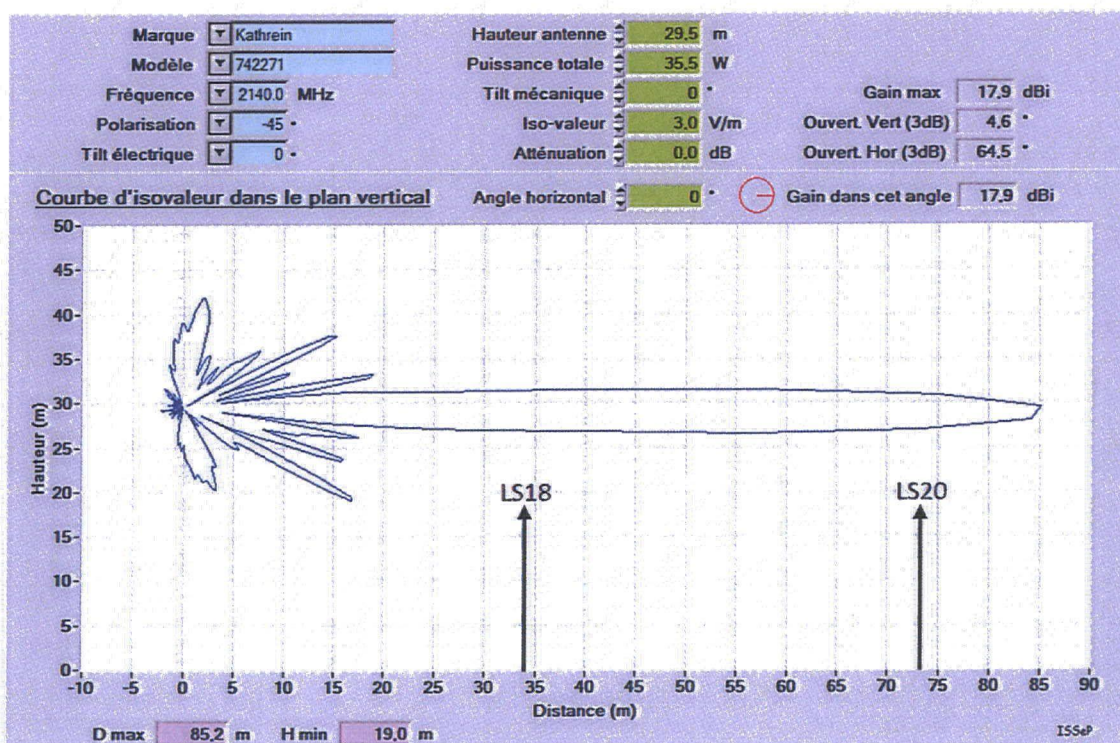 Marque Kathrein Hauteur antenne 29,5 m
Modèle 742271 Puissance totale 35,5 W
Fréquence 2140.0 MHz Tilt mécanique 0 ° Gain max 17,9 dBi
Polarisation -45 ° Iso-valeur 3,0 V/m Ouvert. Vert (3dB) 4,6 °
Tilt électrique 0 ° Atténuation 0,0 dB Ouvert. Hor (3dB) 64,5 °
Courbe d'isovaleur dans le plan vertical Angle horizontal 0 ° Gain dans cet angle 17,9 dBi
50
45
40
35
30
25
20
15
10
5
0
Hauteur (m)
LS18 LS20
-10 -5 0 5 10 15 20 25 30 35 40 45 50 55 60 65 70 75 80 85 90
Distance (m)
D max 85,2 m H min 19,0 m ISSeP